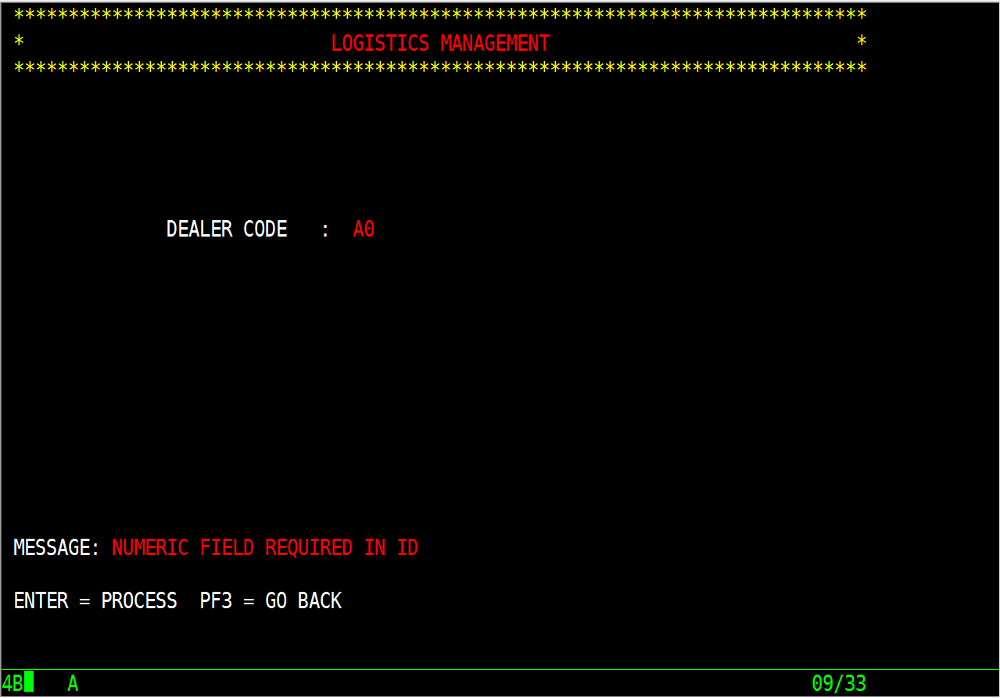 ******************************************************************************
*                            LOGISTICS MANAGEMENT                            *
******************************************************************************
DEALER CODE   :  A0
MESSAGE: NUMERIC FIELD REQUIRED IN ID
ENTER = PROCESS  PF3 = GO BACK
4B    A    09/33